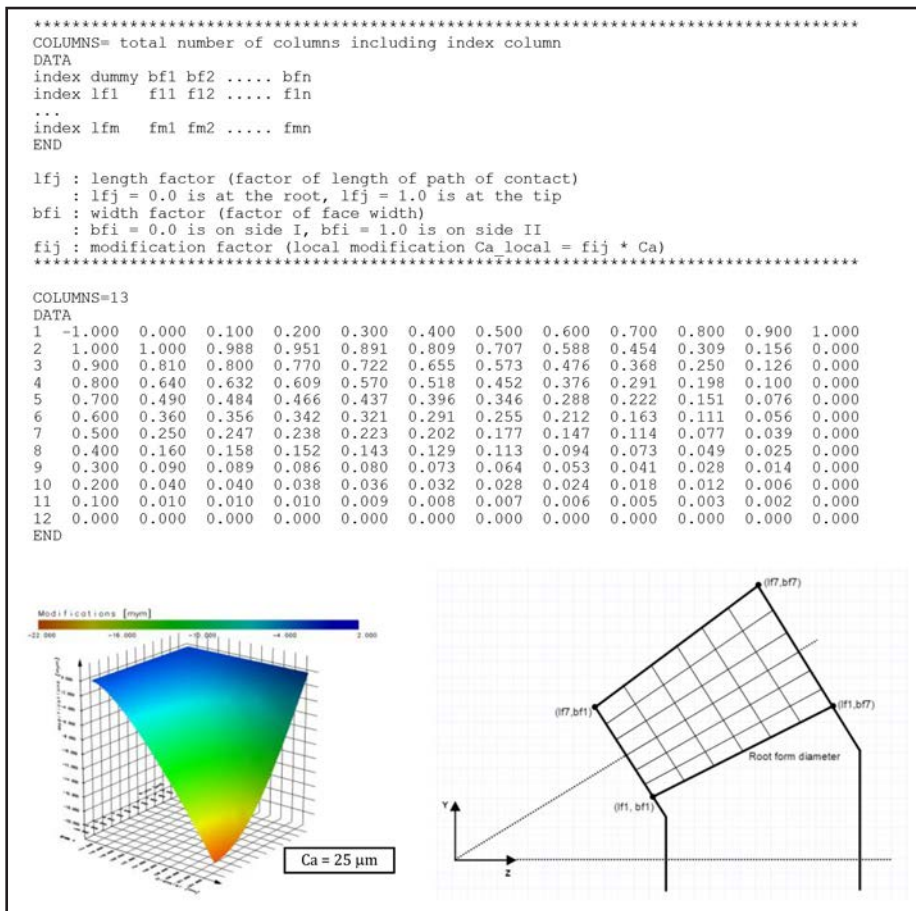 ********************************************************************************
COLUMNS= total number of columns including index column
DATA
index dummy bf1 bf2 ..... bfn
index lf1   f11 f12 ..... f1n
...
index lfm   fm1 fm2 ..... fmn
END
lfj : length factor (factor of length of path of contact)
: lfj = 0.0 is at the root, lfj = 1.0 is at the tip
bfi : width factor (factor of face width)
: bfi = 0.0 is on side I, bfi = 1.0 is on side II
fij : modification factor (local modification Ca_local = fij * Ca)
********************************************************************************
COLUMNS=13
DATA
1 -1.000 0.000 0.100 0.200 0.300 0.400 0.500 0.600 0.700 0.800 0.900 1.000
2 1.000 1.000 0.988 0.951 0.891 0.809 0.707 0.588 0.454 0.309 0.156 0.000
3 0.900 0.810 0.800 0.770 0.722 0.655 0.573 0.476 0.368 0.250 0.126 0.000
4 0.800 0.640 0.632 0.609 0.570 0.518 0.452 0.376 0.291 0.198 0.100 0.000
5 0.700 0.490 0.484 0.466 0.437 0.396 0.346 0.288 0.222 0.151 0.076 0.000
6 0.600 0.360 0.356 0.342 0.321 0.291 0.255 0.212 0.163 0.111 0.056 0.000
7 0.500 0.250 0.247 0.238 0.223 0.202 0.177 0.147 0.114 0.077 0.039 0.000
8 0.400 0.160 0.158 0.152 0.143 0.129 0.113 0.094 0.073 0.049 0.025 0.000
9 0.300 0.090 0.089 0.086 0.080 0.073 0.064 0.053 0.041 0.028 0.014 0.000
10 0.200 0.040 0.040 0.038 0.036 0.032 0.028 0.024 0.018 0.012 0.006 0.000
11 0.100 0.010 0.010 0.010 0.009 0.008 0.007 0.006 0.005 0.003 0.002 0.000
12 0.000 0.000 0.000 0.000 0.000 0.000 0.000 0.000 0.000 0.000 0.000 0.000
END
Modifications [mym]
-22.000 -16.000 -10.000 -4.000 2.000
Ca = 25 µm
(lf7,bf7)
(lf7,bf1)
(lf1,bf7)
Root form diameter
(lf1, bf1)
Y
z